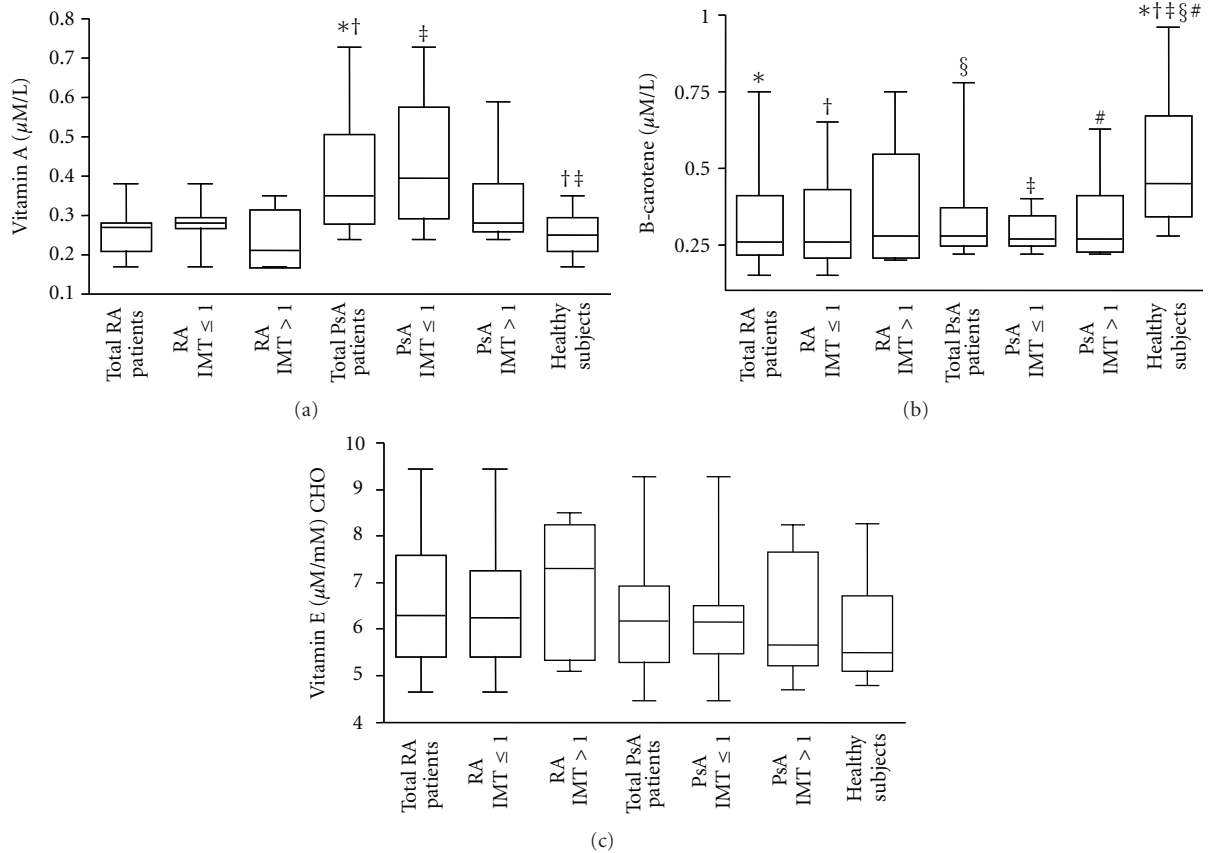 0.8
0.7
0.6
0.5
0.4
0.3
0.2
0.1
Vitamin A (µM/L)
∗†
‡
†‡
Total RA
patients
RA
IMT ≤ 1
RA
IMT > 1
Total PsA
patients
PsA
IMT ≤ 1
PsA
IMT > 1
Healthy
subjects
(a)
1
0.75
0.5
0.25
B-carotene (µM/L)
∗
†
§
‡
#
∗†‡§#
Total RA
patients
RA
IMT ≤ 1
RA
IMT > 1
Total PsA
patients
PsA
IMT ≤ 1
PsA
IMT > 1
Healthy
subjects
(b)
10
9
8
7
6
5
4
Vitamin E (µM/mM) CHO
Total RA
patients
RA
IMT ≤ 1
RA
IMT > 1
Total PsA
patients
PsA
IMT ≤ 1
PsA
IMT > 1
Healthy
subjects
(c)